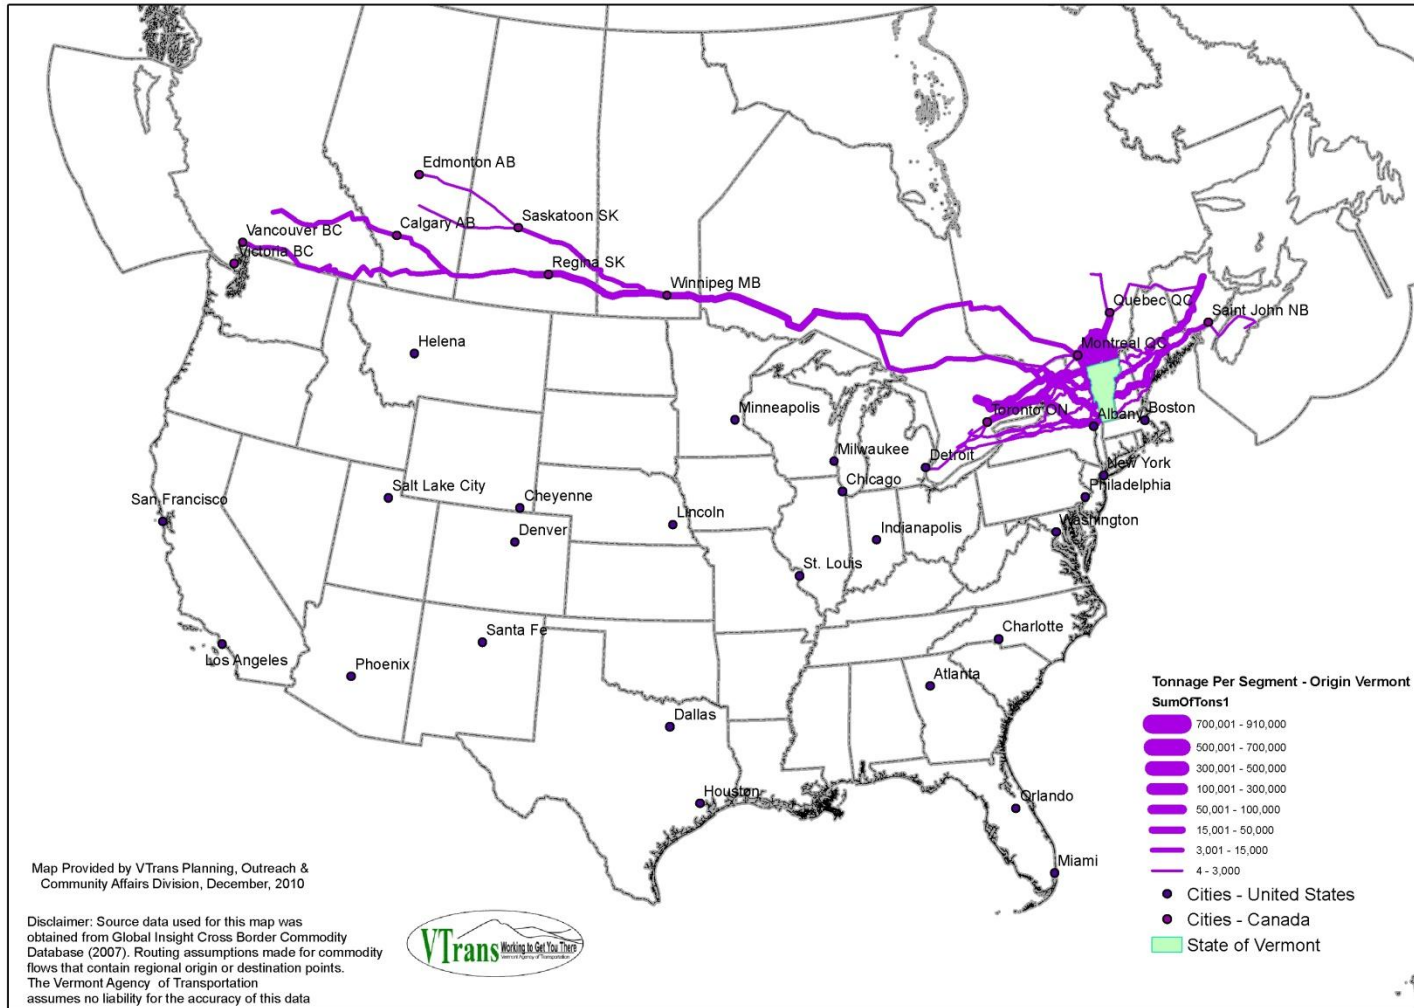 Edmonton AB
Saskatoon SK
Vancouver BC
Calgary AB
Victoria BC
Regina SK
Winnipeg MB
Quebec QC
Saint John NB
Montreal QC
Helena
Minneapolis
Toronto ON
Albany
Boston
Milwaukee
Detroit
Chicago
New York
Salt Lake City
Cheyenne
Philadelphia
San Francisco
Lincoln
Denver
Indianapolis
Washington
St. Louis
Santa Fe
Charlotte
Los Angeles
Phoenix
Atlanta
Dallas
Houston
Orlando
Miami
Tonnage Per Segment - Origin Vermont
SumOfTons1
700,001 - 910,000
500,001 - 700,000
300,001 - 500,000
100,001 - 300,000
50,001 - 100,000
15,001 - 50,000
3,001 - 15,000
4 - 3,000
Cities - United States
Cities - Canada
State of Vermont
Map Provided by VTrans Planning, Outreach &
Community Affairs Division, December, 2010
Disclaimer: Source data used for this map was
obtained from Global Insight Cross Border Commodity
Database (2007). Routing assumptions made for commodity
flows that contain regional origin or destination points.
The Vermont Agency of Transportation
assumes no liability for the accuracy of this data
VTrans
Working to Get You There
Vermont Agency of Transportation